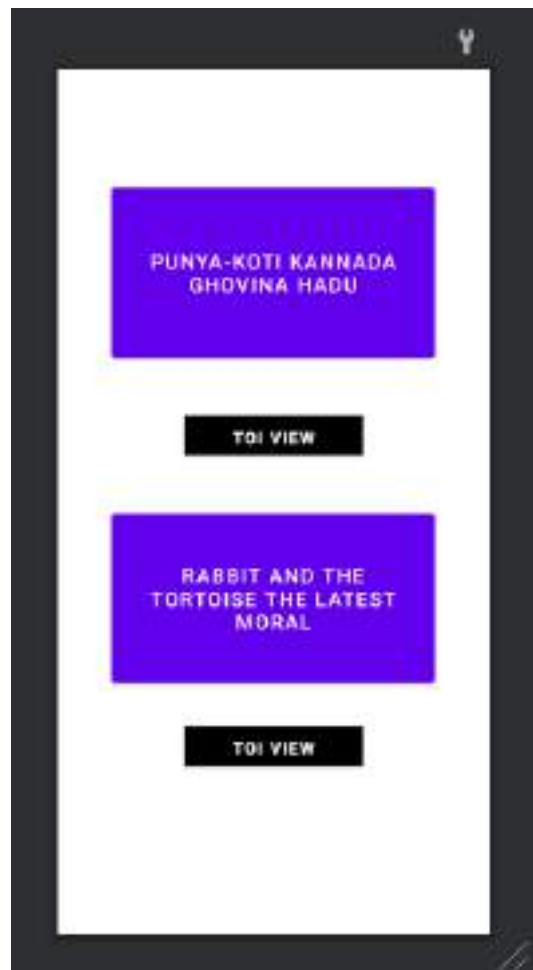 PUNYA-KOTI KANNADA
GHOVINA HADU
TOI VIEW
RABBIT AND THE
TORTOISE THE LATEST
MORAL
TOI VIEW